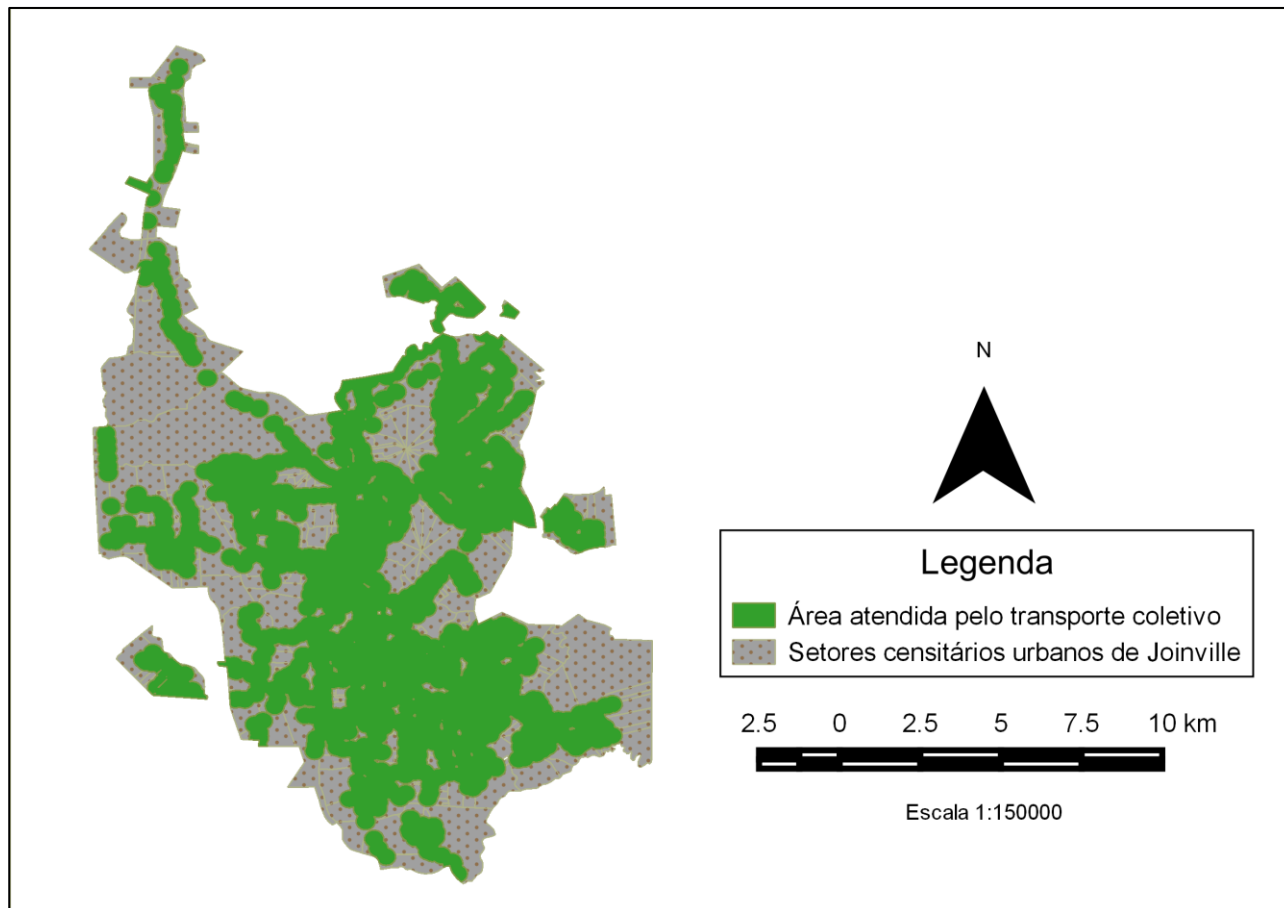 N
Legenda
Área atendida pelo transporte coletivo
Setores censitários urbanos de Joinville
2.5 0 2.5 5 7.5 10 km
Escala 1:150000